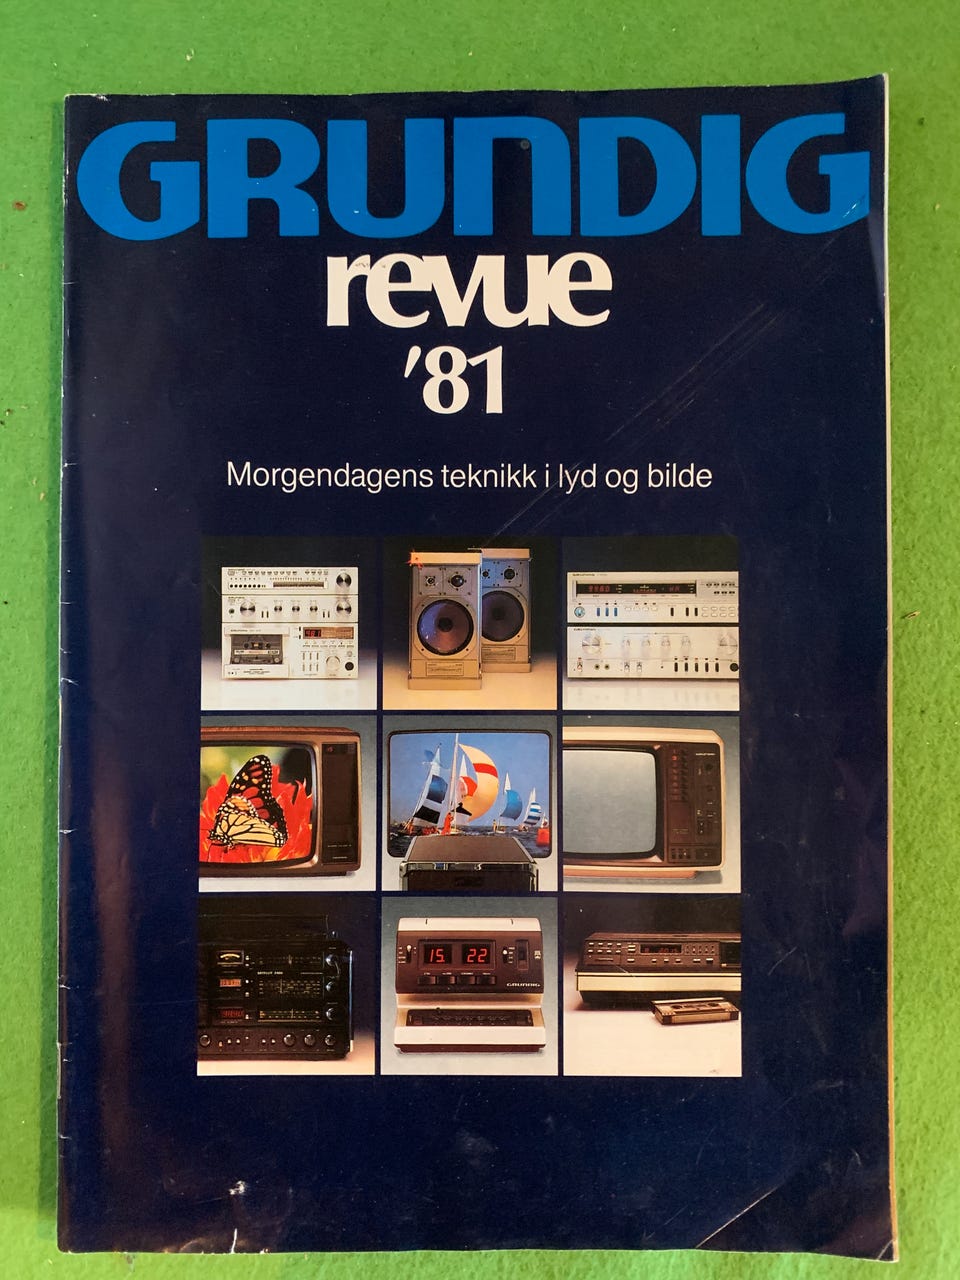 GRUNDIG
revue
'81
Morgendagens teknikk i lyd og bilde
15 22
GRUNDIG